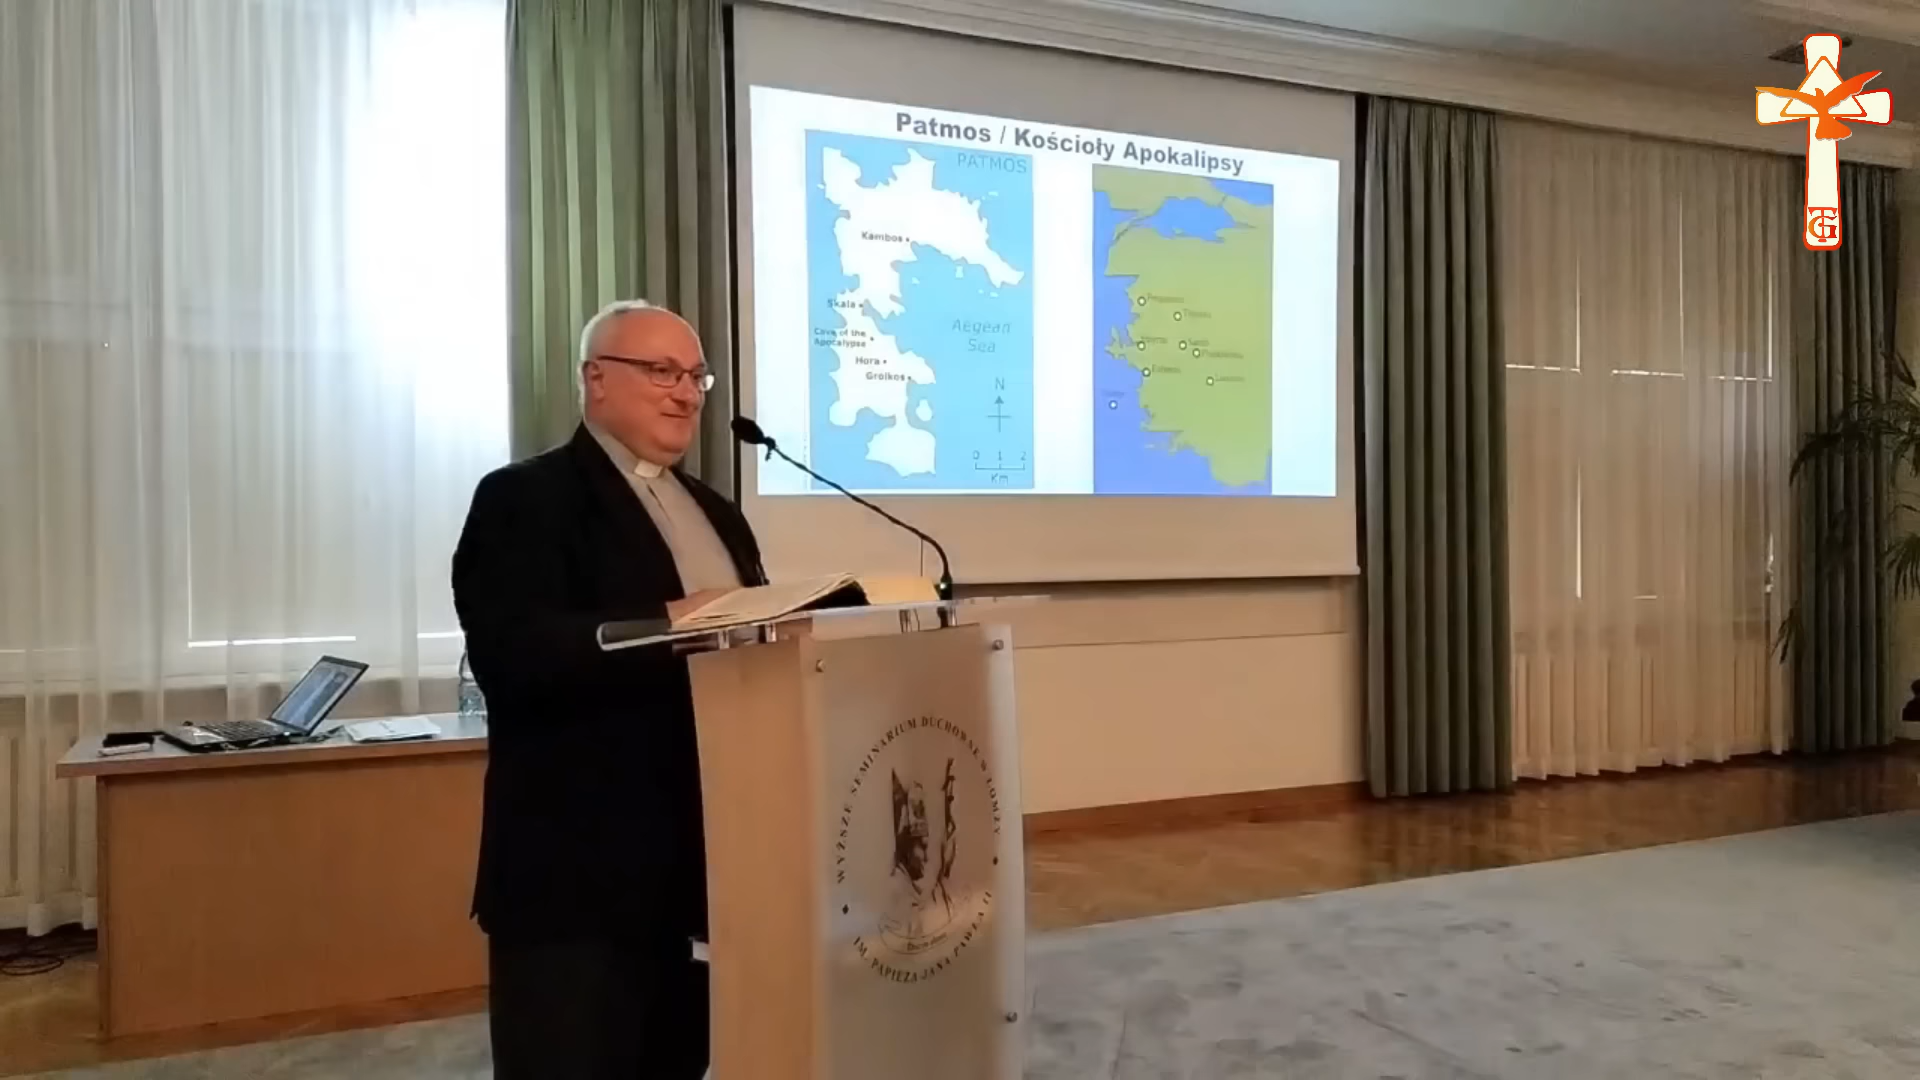 Patmos / Kościoły Apokalipsy
PATMOS
Kambos
Skala
Cave of the
Apocalypse
Hora
Groikos
Aegean
Sea
N
0 1 2
Km
WYŻSZE SEMINARIUM DUCHOWNE W ŁOMŻY
IM. PAPIEŻA JANA PAWŁA II